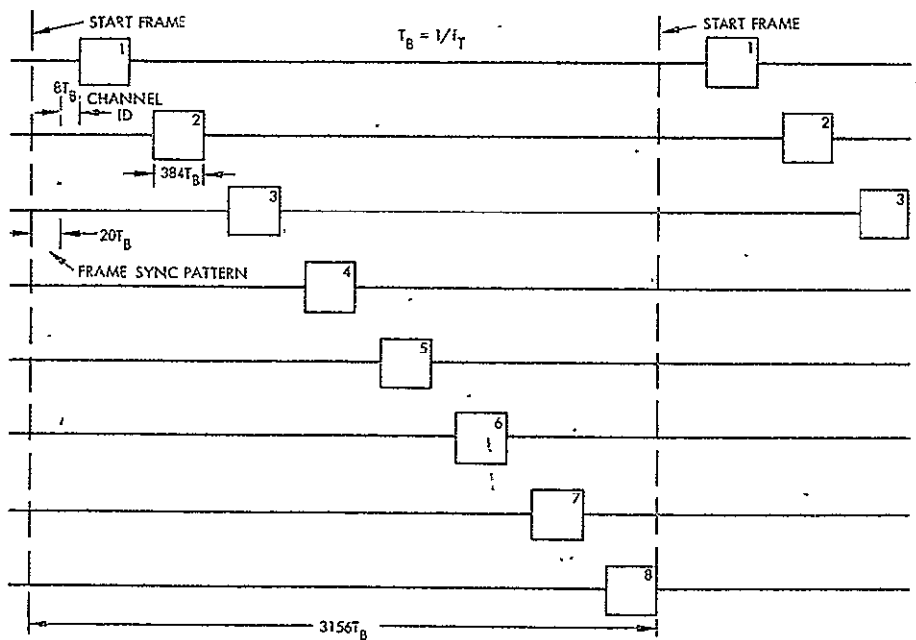 START FRAME
START FRAME
T_B = 1/f_T
1
1
8T_B CHANNEL
ID
2
2
384T_B
3
3
20T_B
FRAME SYNC PATTERN
4
5
6
7
8
3156T_B